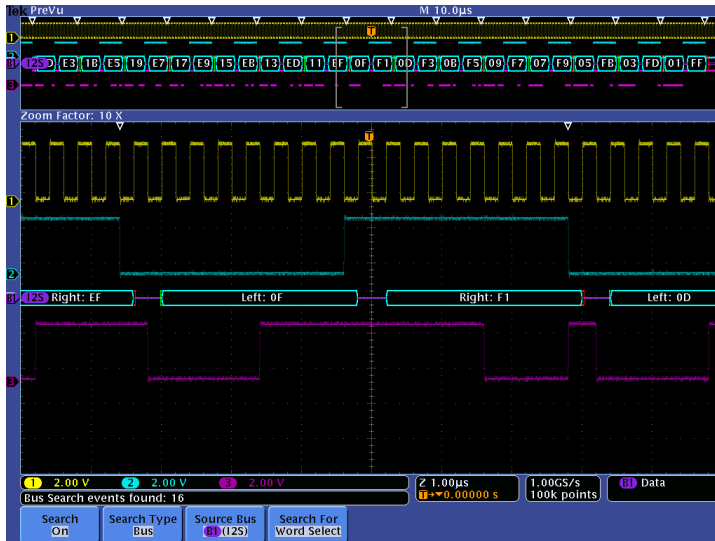 Tek PreVu M 10.0µs
T
1
B1 I2S D E3 1B E5 19 E7 17 E9 15 EB 13 ED 11 EF 0F F1 0D F3 0B F5 09 F7 07 F9 05 FB 03 FD 01 FF
3
Zoom Factor: 10 X
T
1
2
B1 I2S Right: EF Left: 0F Right: F1 Left: 0D
3
1 2.00 V 2 2.00 V 3 2.00 V Z 1.00µs 1.00GS/s B1 Data
T→▼0.00000 s 100k points
Bus Search events found: 16
Search Search Type Source Bus Search For
On Bus B1 (I2S) Word Select